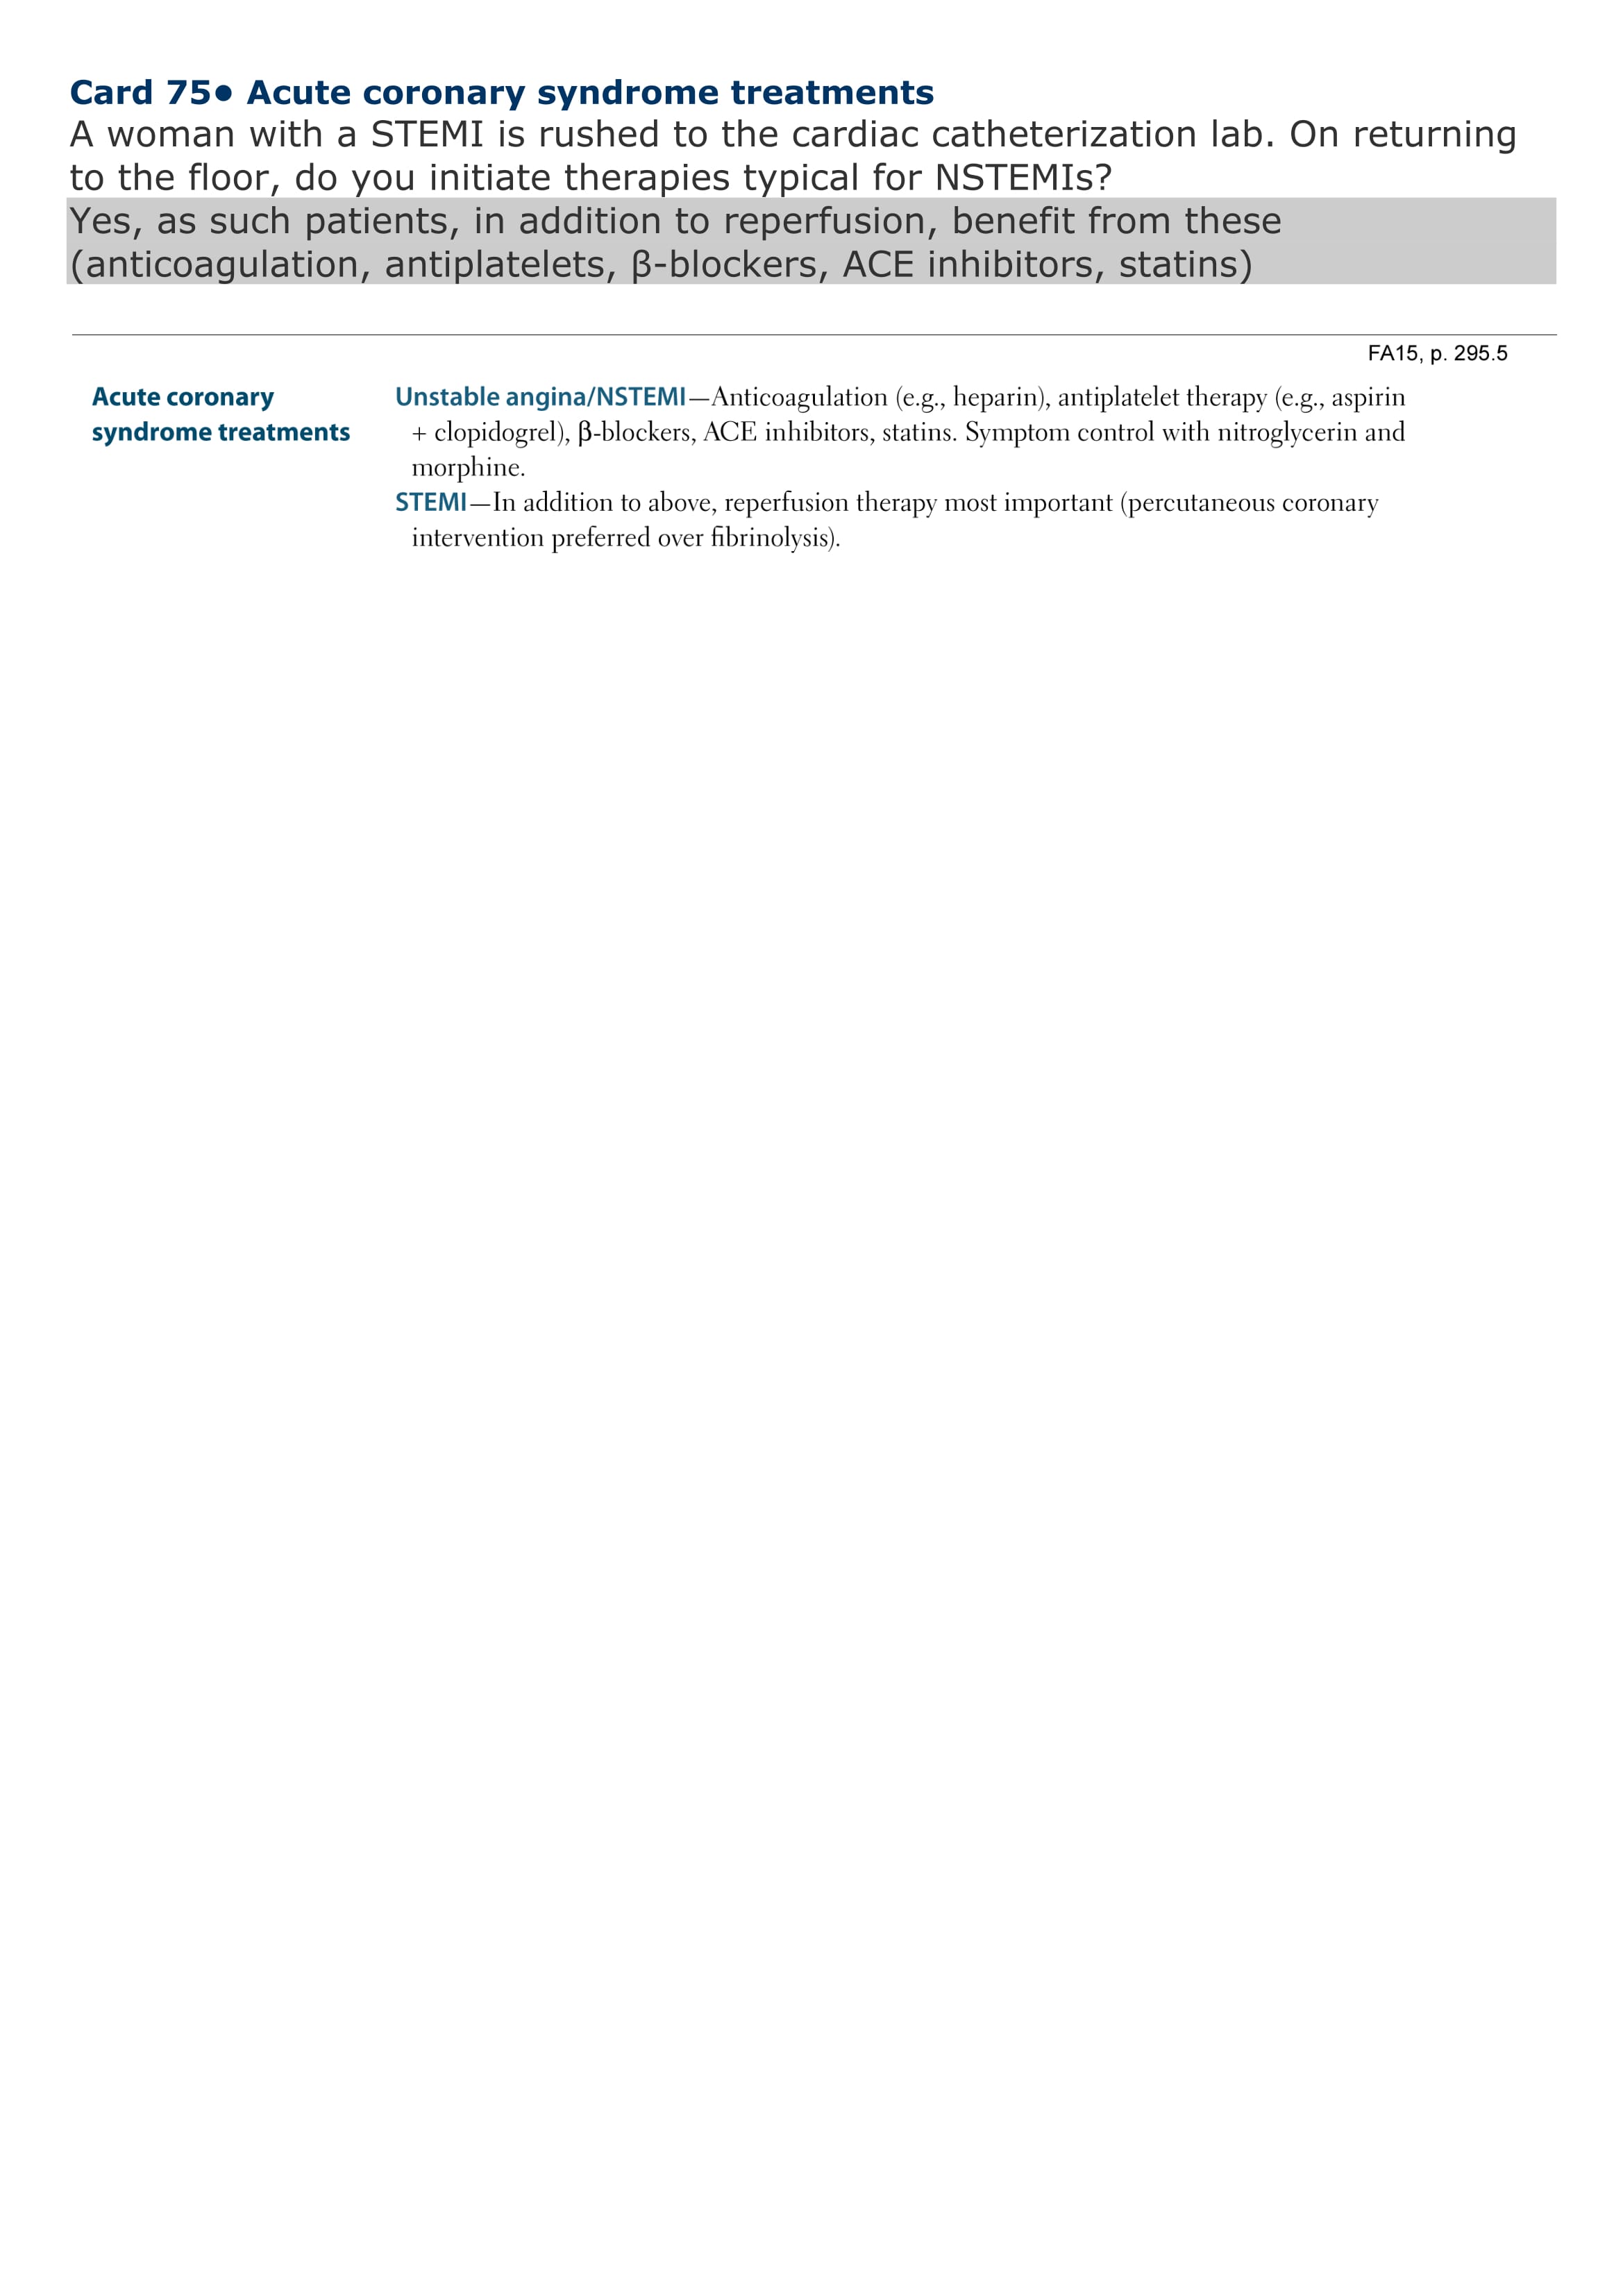 Card 75● Acute coronary syndrome treatments
A woman with a STEMI is rushed to the cardiac catheterization lab. On returning
to the floor, do you initiate therapies typical for NSTEMIs?
Yes, as such patients, in addition to reperfusion, benefit from these
(anticoagulation, antiplatelets, β-blockers, ACE inhibitors, statins)
FA15, p. 295.5
Acute coronary
syndrome treatments
Unstable angina/NSTEMI—Anticoagulation (e.g., heparin), antiplatelet therapy (e.g., aspirin
+ clopidogrel), β-blockers, ACE inhibitors, statins. Symptom control with nitroglycerin and
morphine.
STEMI—In addition to above, reperfusion therapy most important (percutaneous coronary
intervention preferred over fibrinolysis).